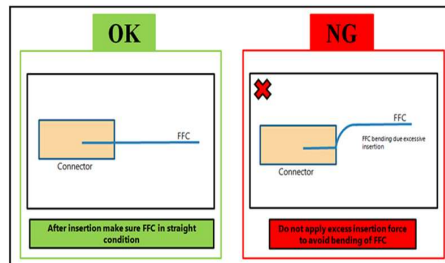 OK
FFC
Connector
After insertion make sure FFC in straight
condition
NG
FFC
FFC bending due excessive
insertion
Connector
Do not apply excess insertion force
to avoid bending of FFC